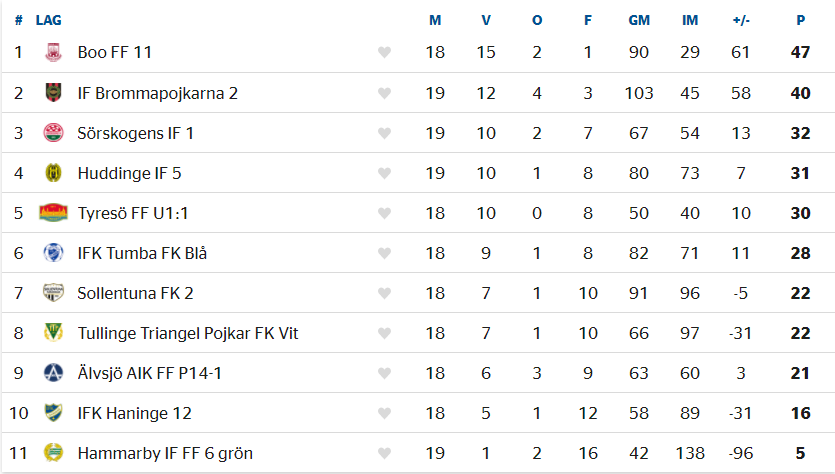 # LAG M V O F GM IM +/- P
1 Boo FF 11 18 15 2 1 90 29 61 47
2 IF Brommapojkarna 2 19 12 4 3 103 45 58 40
3 Sörskogens IF 1 19 10 2 7 67 54 13 32
4 Huddinge IF 5 19 10 1 8 80 73 7 31
5 Tyresö FF U1:1 18 10 0 8 50 40 10 30
6 IFK Tumba FK Blå 18 9 1 8 82 71 11 28
7 Sollentuna FK 2 18 7 1 10 91 96 -5 22
8 Tullinge Triangel Pojkar FK Vit 18 7 1 10 66 97 -31 22
9 Älvsjö AIK FF P14-1 18 6 3 9 63 60 3 21
10 IFK Haninge 12 18 5 1 12 58 89 -31 16
11 Hammarby IF FF 6 grön 19 1 2 16 42 138 -96 5